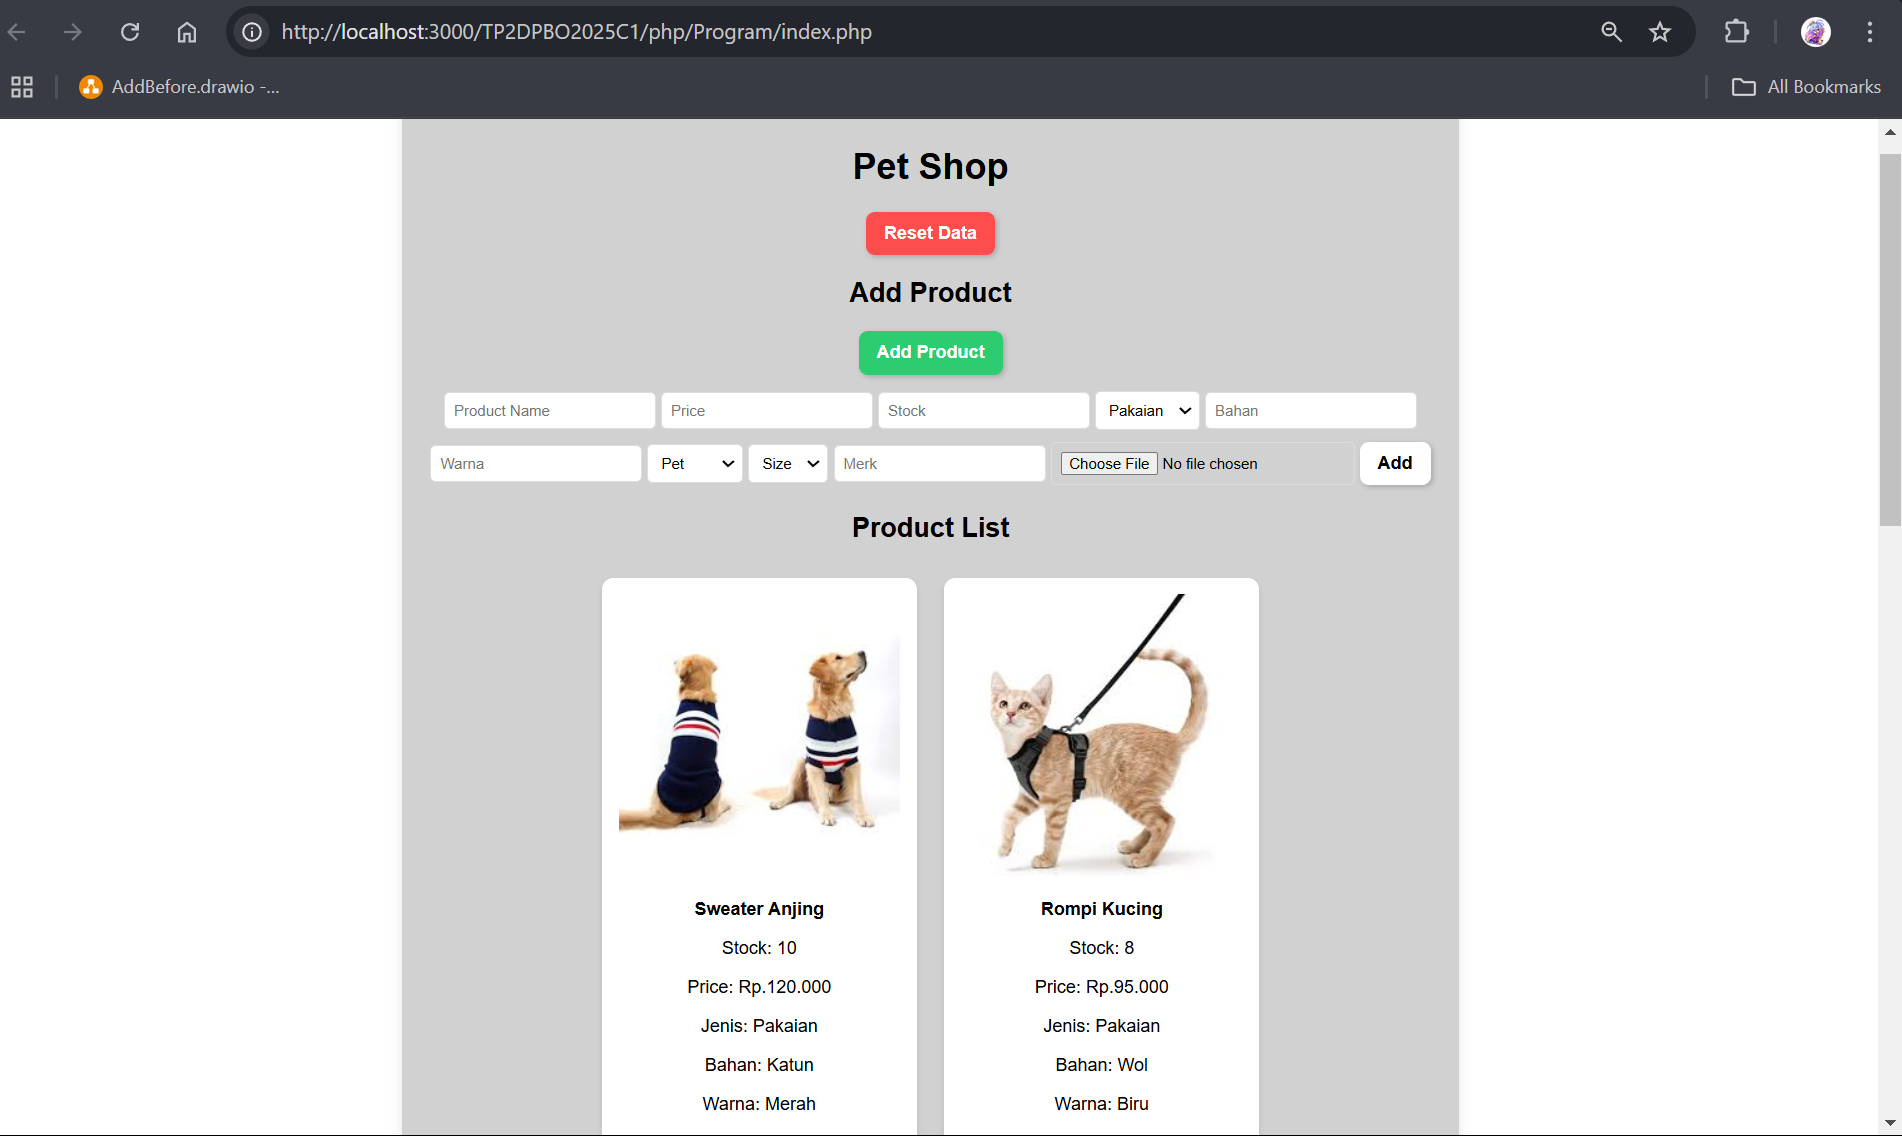 http://localhost:3000/TP2DPBO2025C1/php/Program/index.php
AddBefore.drawio -...
All Bookmarks
Pet Shop
Reset Data
Add Product
Add Product
Product Name Price Stock Pakaian Bahan
Warna Pet Size Merk Choose File No file chosen Add
Product List
Sweater Anjing
Stock: 10
Price: Rp.120.000
Jenis: Pakaian
Bahan: Katun
Warna: Merah
Rompi Kucing
Stock: 8
Price: Rp.95.000
Jenis: Pakaian
Bahan: Wol
Warna: Biru